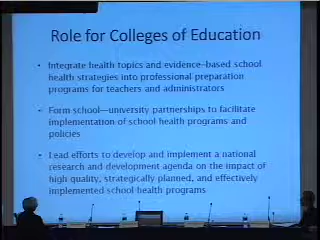 Role for Colleges of Education
• Integrate health topics and evidence-based school
health strategies into professional preparation
programs for teachers and administrators
• Form school—university partnerships to facilitate
implementation of school health programs and
policies
• Lead efforts to develop and implement a national
research and development agenda on the impact of
high quality, strategically planned, and effectively
implemented school health programs